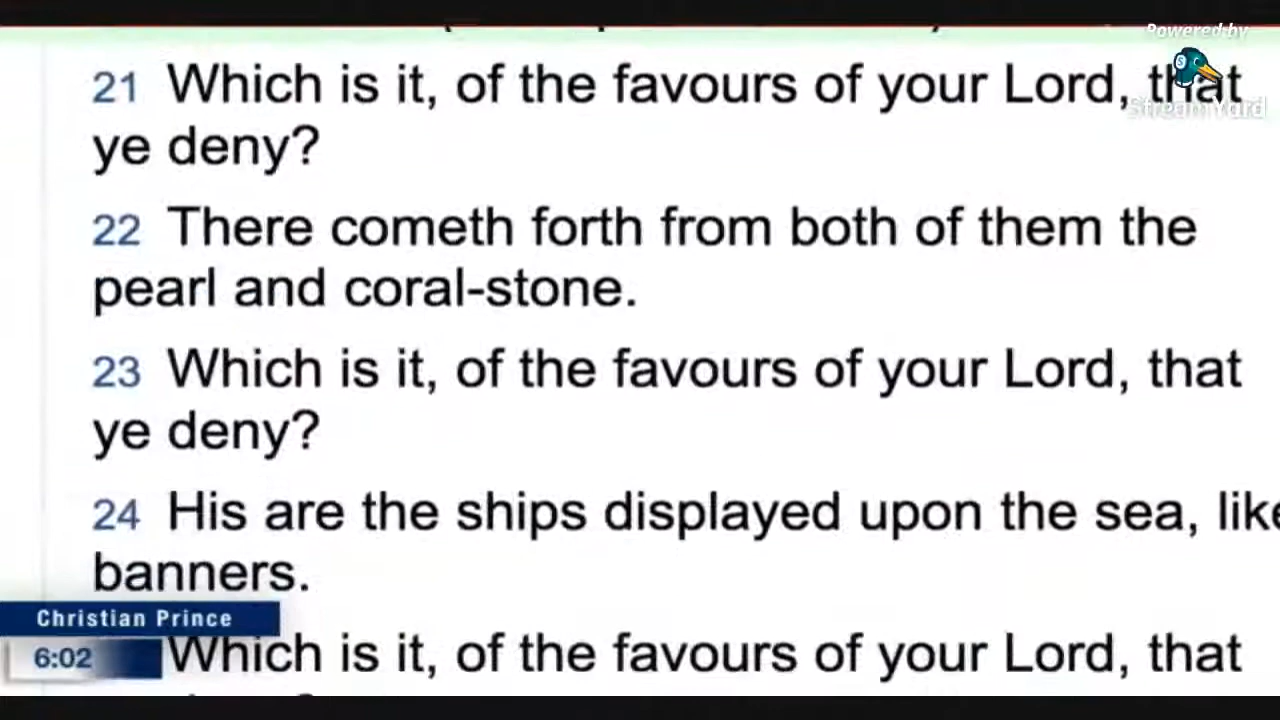 Powered by
StreamYard
21 Which is it, of the favours of your Lord, that
ye deny?
22 There cometh forth from both of them the
pearl and coral-stone.
23 Which is it, of the favours of your Lord, that
ye deny?
24 His are the ships displayed upon the sea, like
banners.
Christian Prince
6:02
Which is it, of the favours of your Lord, that